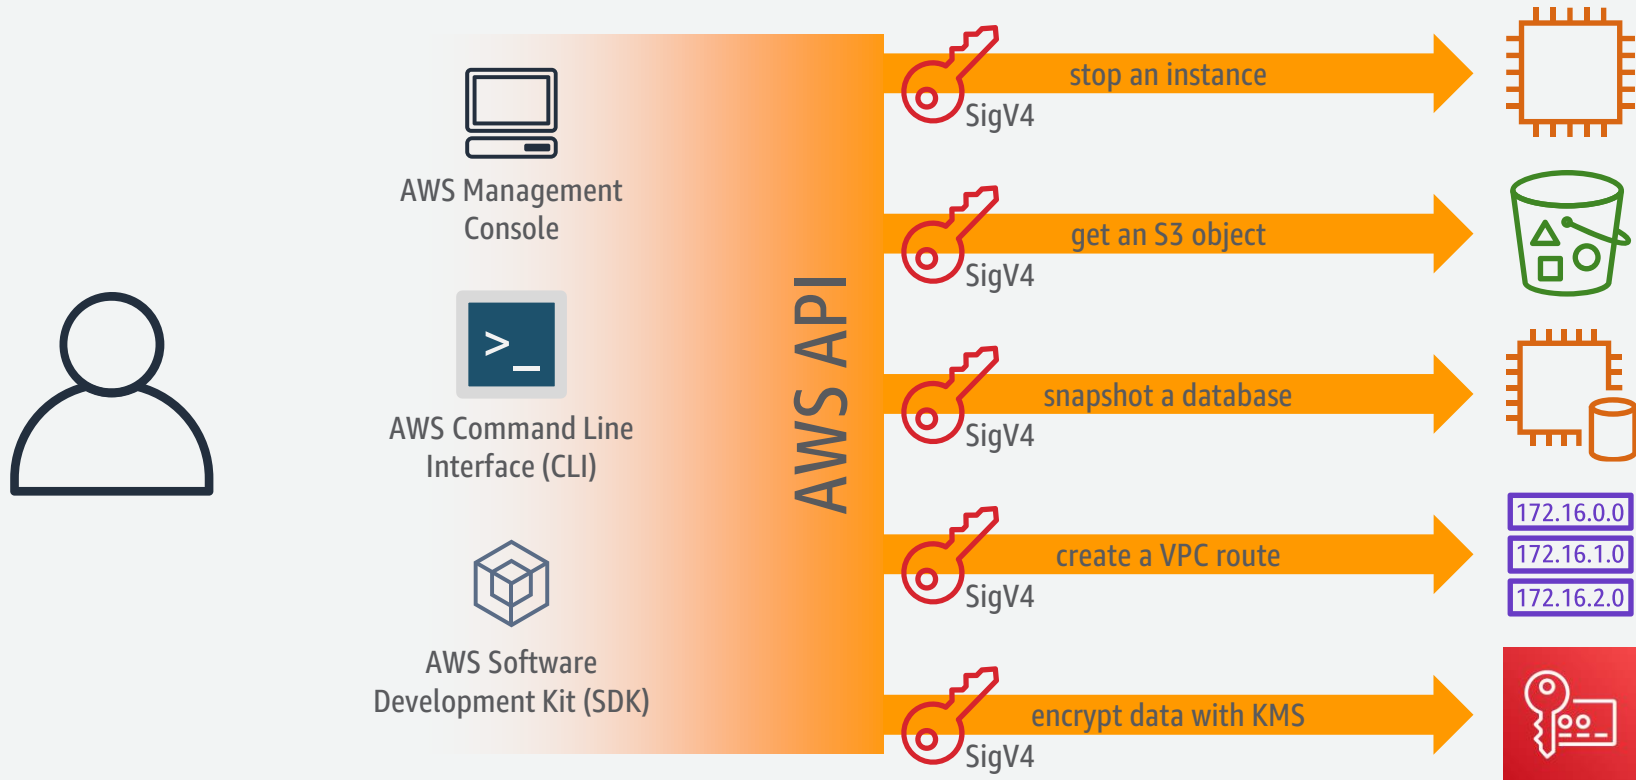 AWS Management
Console
>_
AWS Command Line
Interface (CLI)
AWS Software
Development Kit (SDK)
AWS API
stop an instance
SigV4
get an S3 object
SigV4
snapshot a database
SigV4
create a VPC route
SigV4
encrypt data with KMS
SigV4
172.16.0.0
172.16.1.0
172.16.2.0